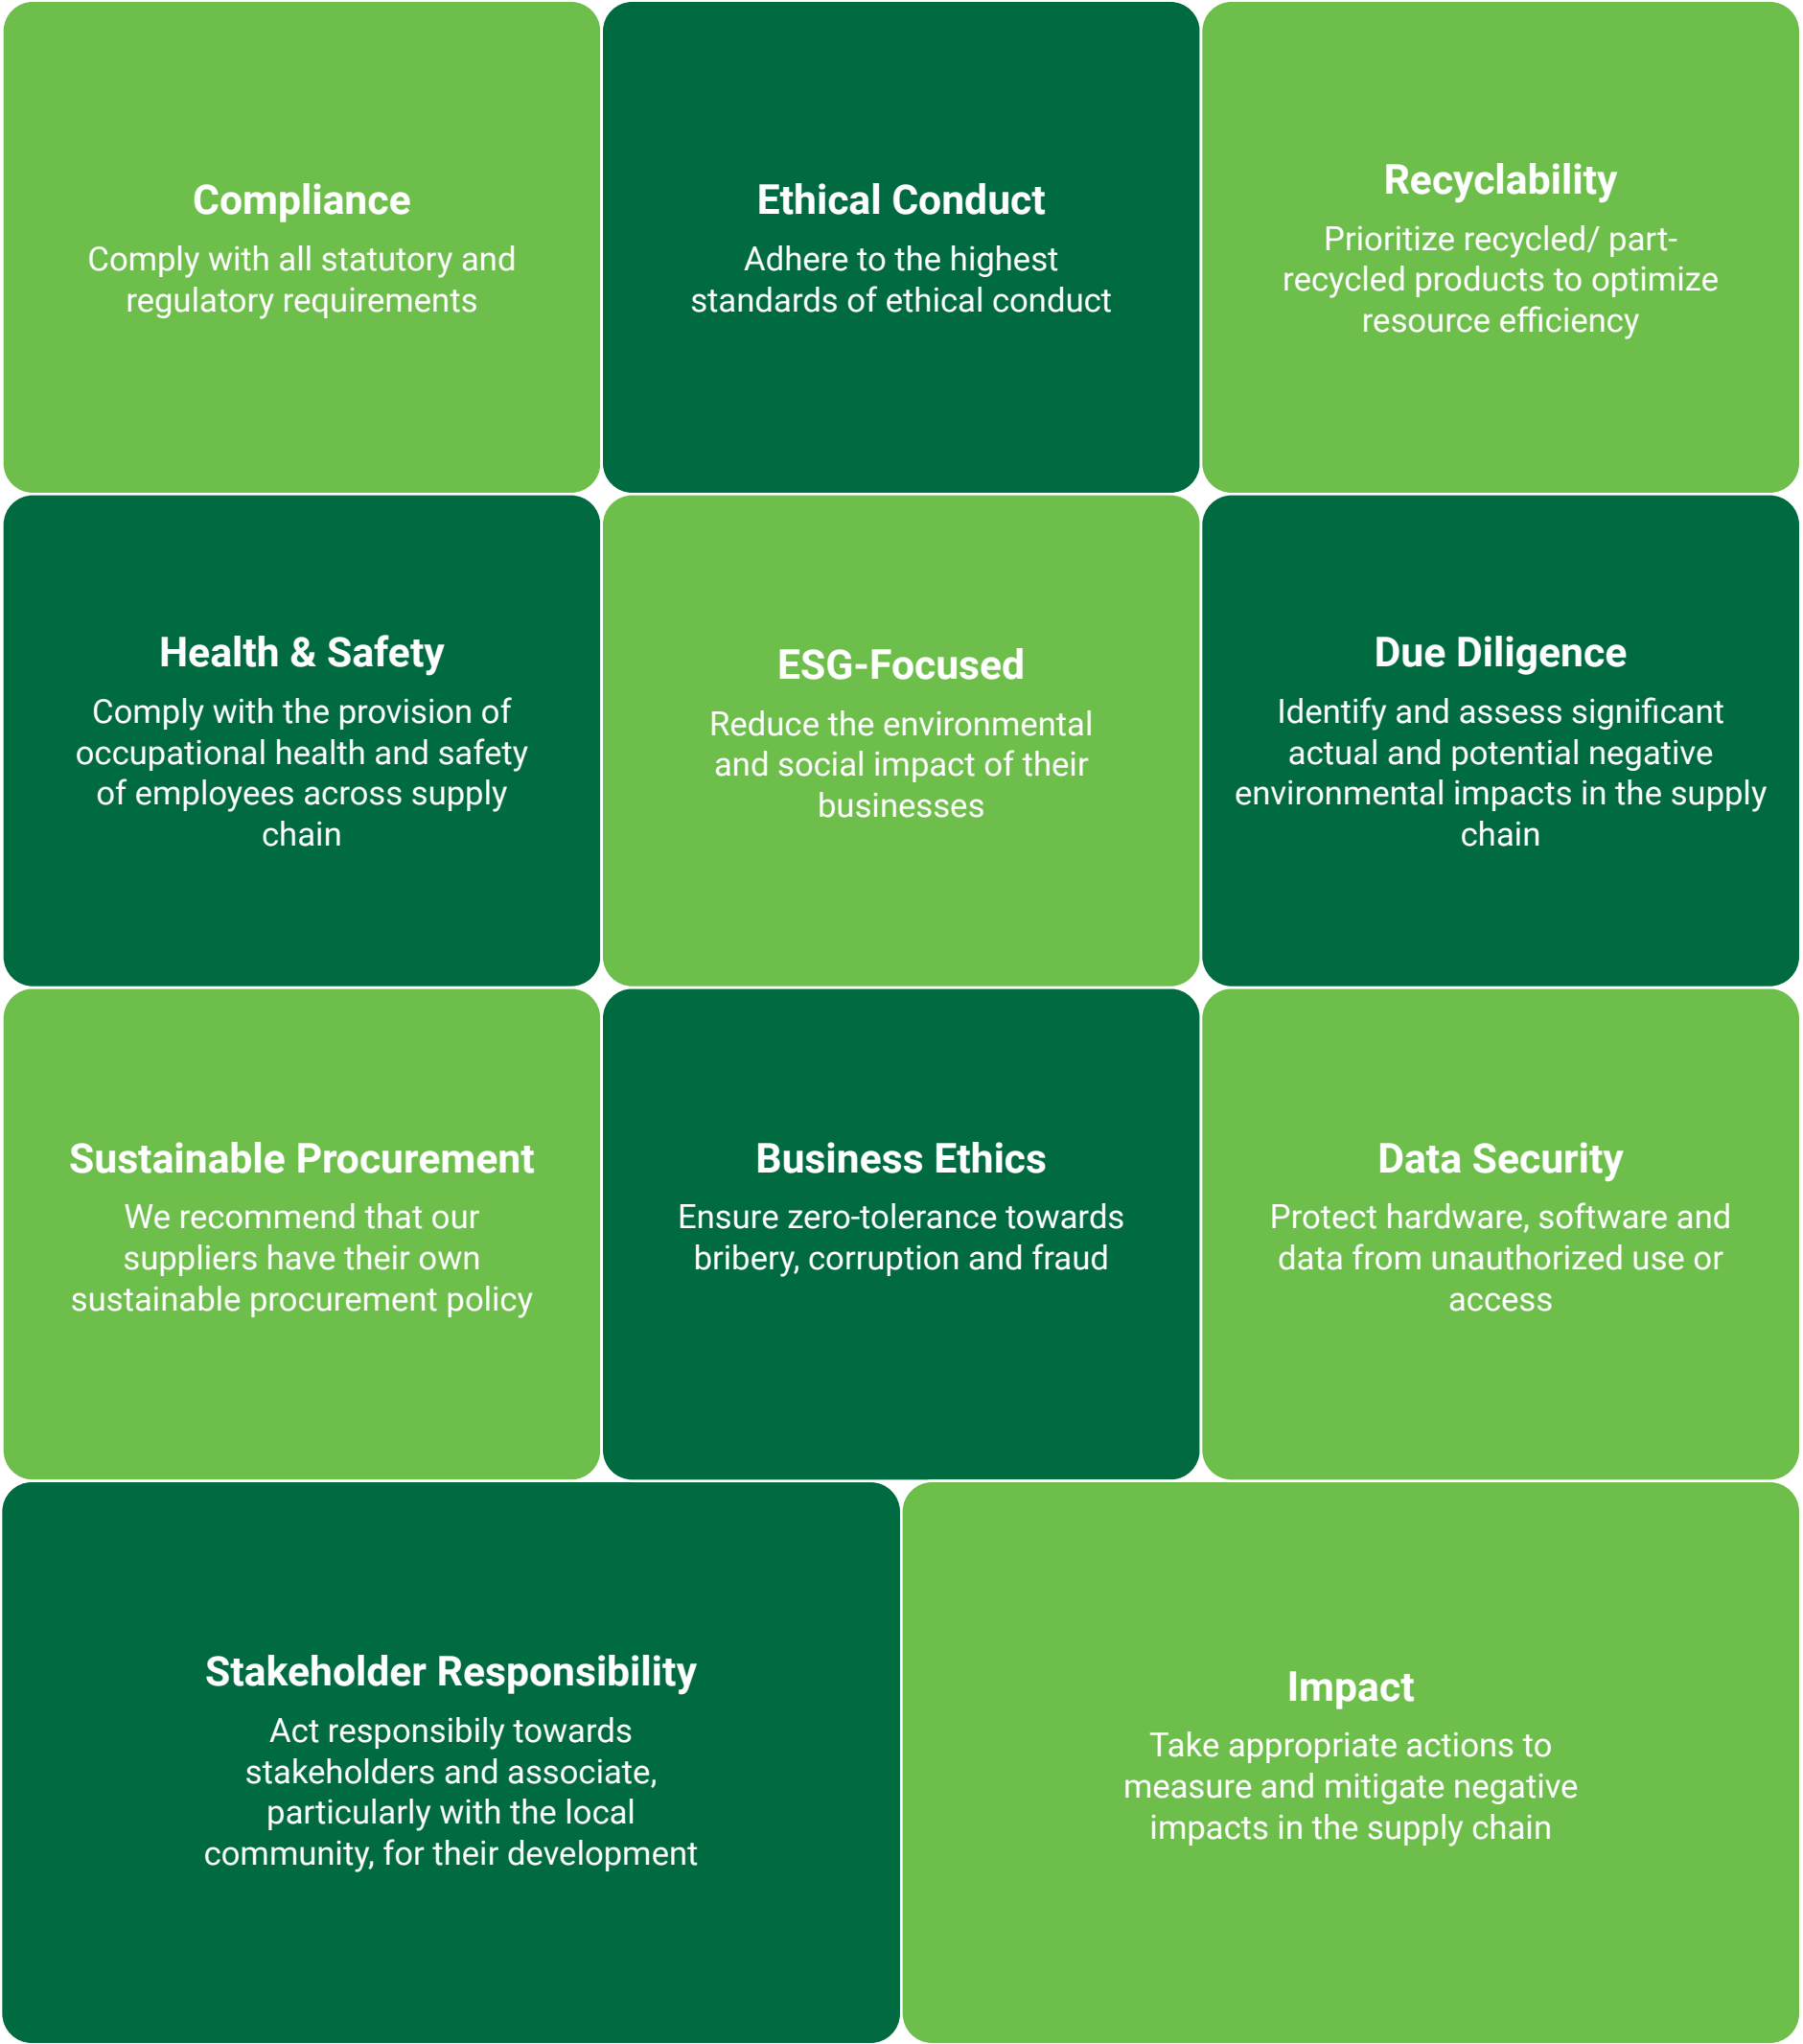 Compliance
Comply with all statutory and
regulatory requirements
Ethical Conduct
Adhere to the highest
standards of ethical conduct
Recyclability
Prioritize recycled/ part-
recycled products to optimize
resource efficiency
Health & Safety
Comply with the provision of
occupational health and safety
of employees across supply
chain
ESG-Focused
Reduce the environmental
and social impact of their
businesses
Due Diligence
Identify and assess significant
actual and potential negative
environmental impacts in the supply
chain
Sustainable Procurement
We recommend that our
suppliers have their own
sustainable procurement policy
Business Ethics
Ensure zero-tolerance towards
bribery, corruption and fraud
Data Security
Protect hardware, software and
data from unauthorized use or
access
Stakeholder Responsibility
Act responsibily towards
stakeholders and associate,
particularly with the local
community, for their development
Impact
Take appropriate actions to
measure and mitigate negative
impacts in the supply chain